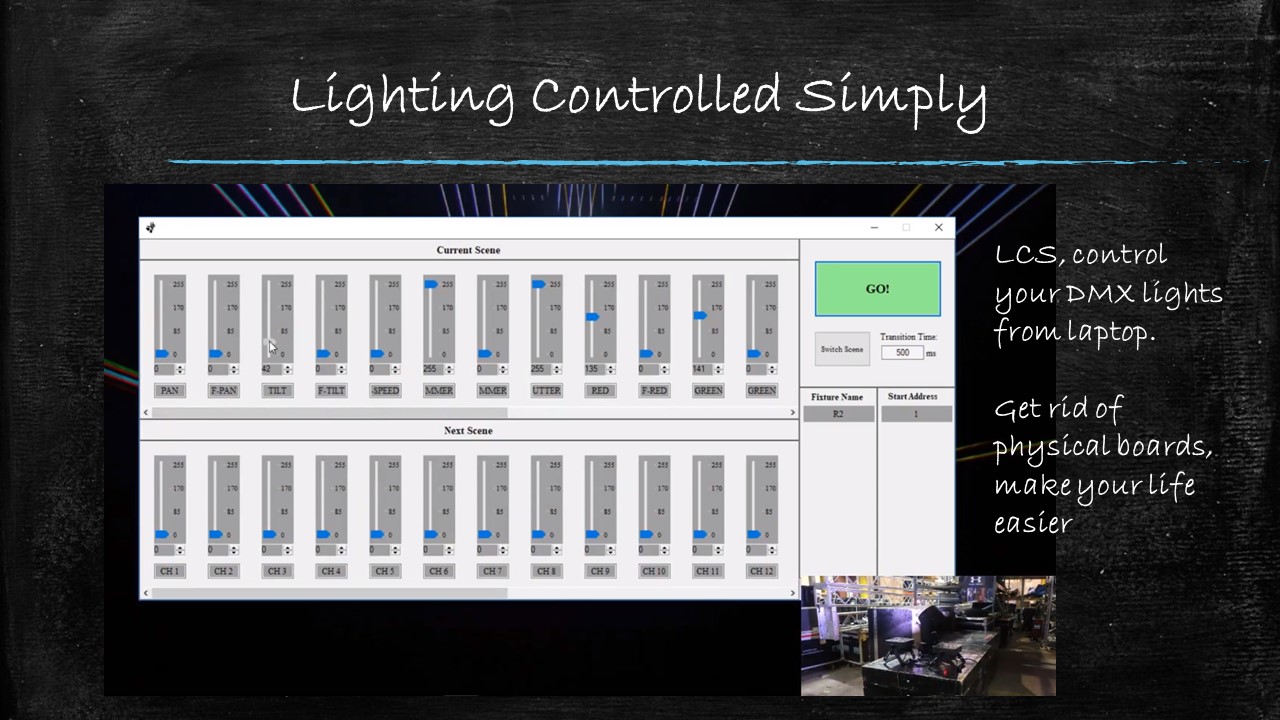 Lighting Controlled Simply
Current Scene
255 255 255 255 255 255 255 255 255 255 255 255
170 170 170 170 170 170 170 170 170 170 170 170
85 85 85 85 85 85 85 85 85 85 85 85
0 0 0 0 0 0 0 0 0 0 0 0
0 0 42 0 0 255 0 255 135 0 141 0
PAN F-PAN TILT F-TILT -SPEED MMER MMER UTTER RED F-RED GREEN GREEN
GO!
Switch Scene
Transition Time:
500 ms
Fixture Name Start Address
R2 1
Next Scene
255 255 255 255 255 255 255 255 255 255 255 255
170 170 170 170 170 170 170 170 170 170 170 170
85 85 85 85 85 85 85 85 85 85 85 85
0 0 0 0 0 0 0 0 0 0 0 0
0 0 0 0 0 0 0 0 0 0 0 0
CH 1 CH 2 CH 3 CH 4 CH 5 CH 6 CH 7 CH 8 CH 9 CH 10 CH 11 CH 12
LCS, control
your DMX lights
from laptop.
Get rid of
physical boards,
make your life
easier